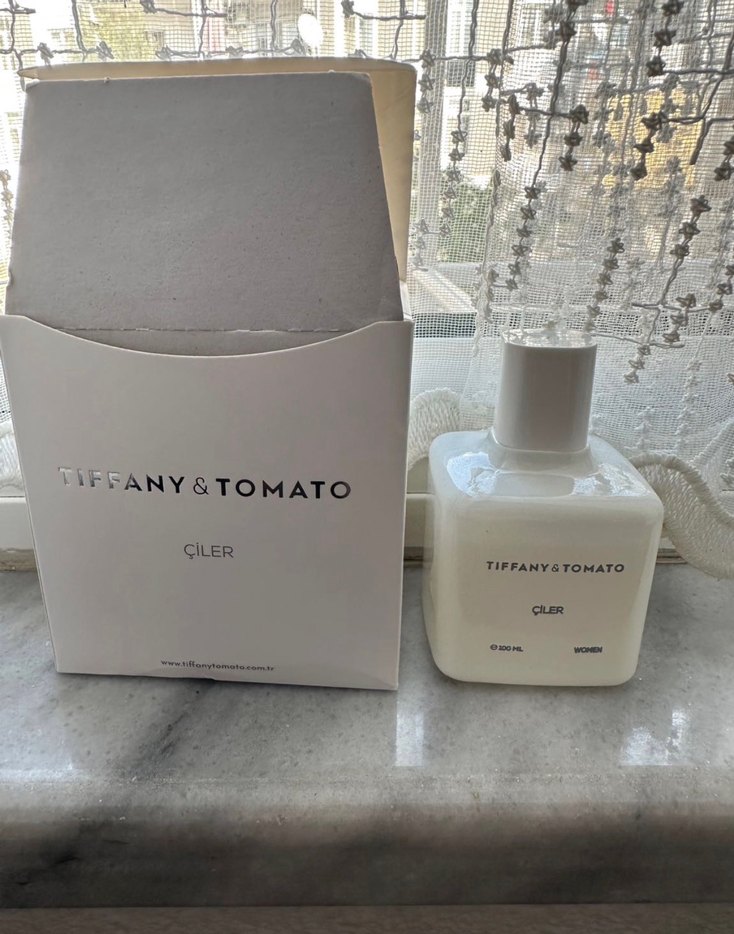 TIFFANY & TOMATO
ÇİLER
www.tiffanytomato.com.tr
TIFFANY & TOMATO
ÇİLER
℮ 100 ML WOMEN